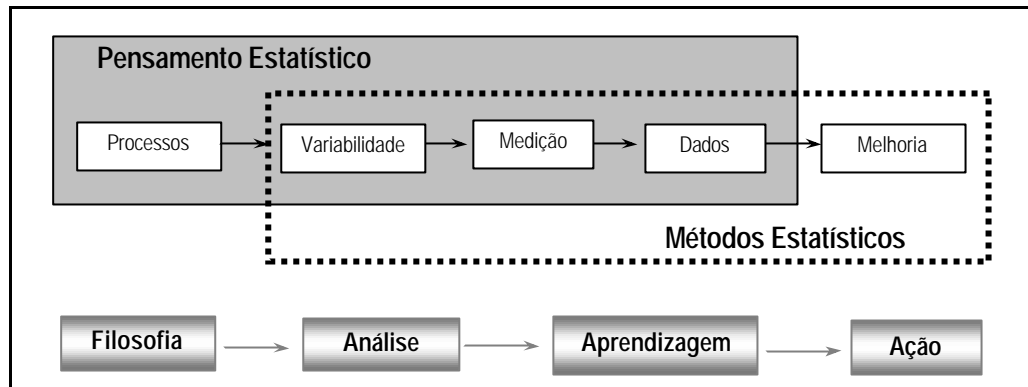 Pensamento Estatístico
Processos
Variabilidade
Medição
Dados
Melhoria
Métodos Estatísticos
Filosofia
Análise
Aprendizagem
Ação